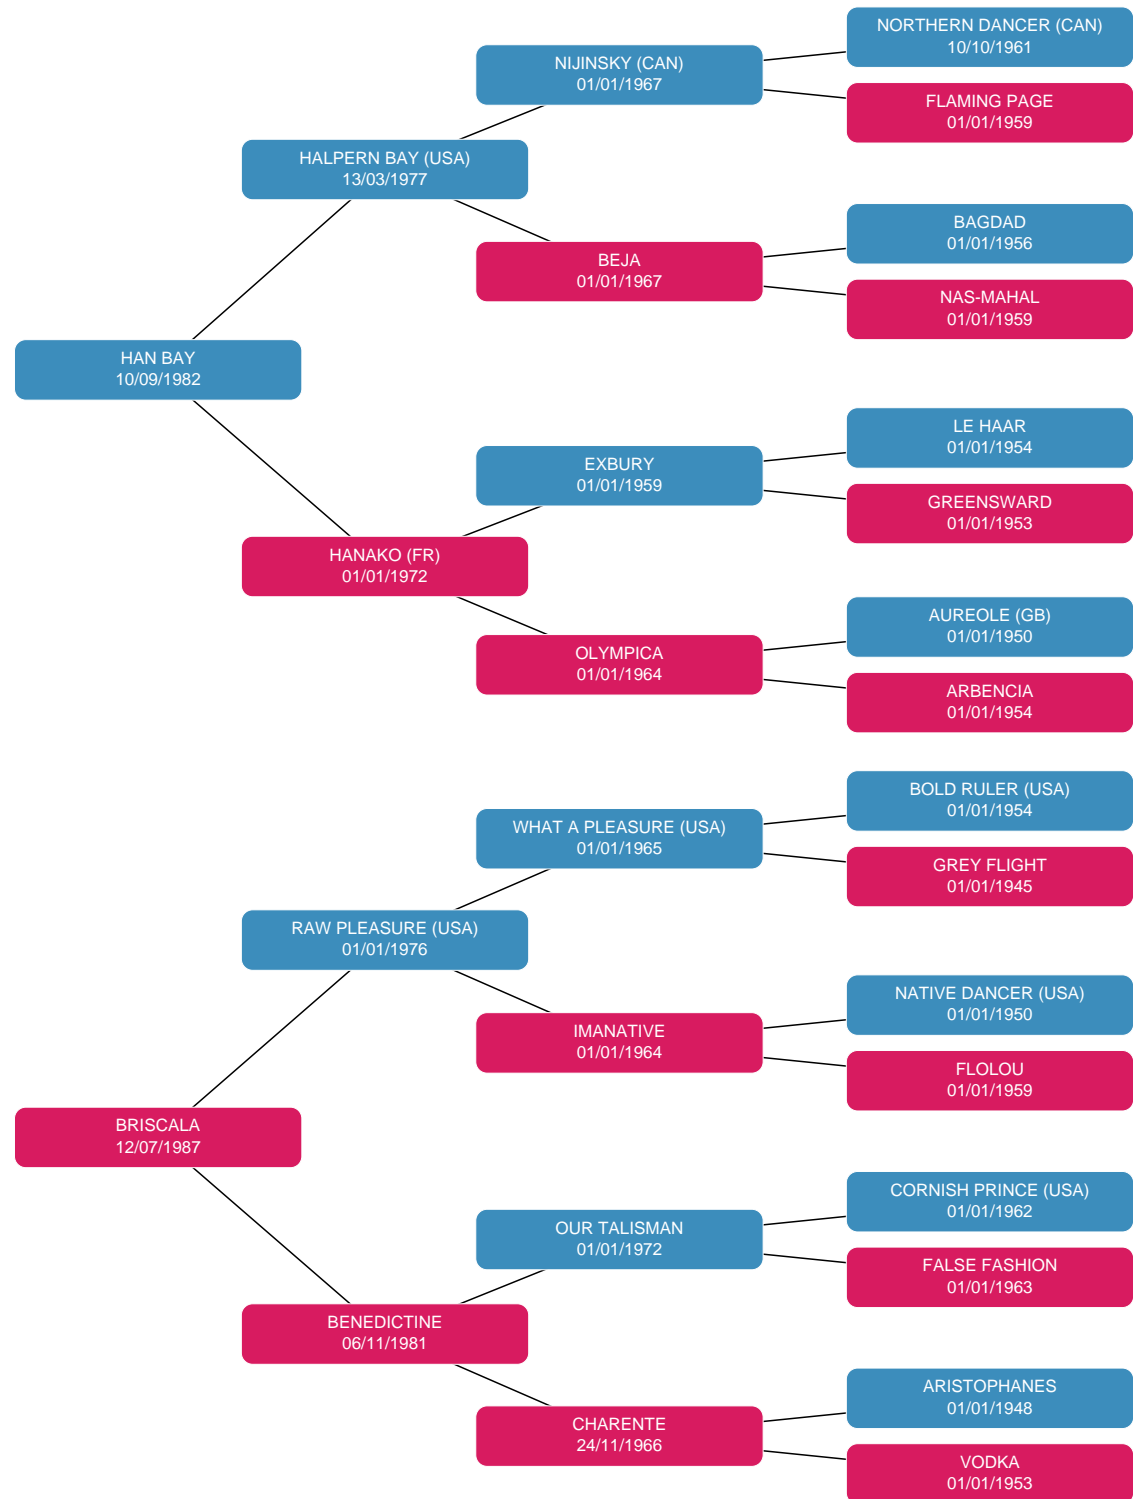 NORTHERN DANCER (CAN)
10/10/1961
NIJINSKY (CAN)
01/01/1967
FLAMING PAGE
01/01/1959
HALPERN BAY (USA)
13/03/1977
BAGDAD
01/01/1956
BEJA
01/01/1967
NAS-MAHAL
01/01/1959
HAN BAY
10/09/1982
LE HAAR
01/01/1954
EXBURY
01/01/1959
GREENSWARD
01/01/1953
HANAKO (FR)
01/01/1972
AUREOLE (GB)
01/01/1950
OLYMPICA
01/01/1964
ARBENCIA
01/01/1954
BOLD RULER (USA)
01/01/1954
WHAT A PLEASURE (USA)
01/01/1965
GREY FLIGHT
01/01/1945
RAW PLEASURE (USA)
01/01/1976
NATIVE DANCER (USA)
01/01/1950
IMANATIVE
01/01/1964
FLOLOU
01/01/1959
BRISCALA
12/07/1987
CORNISH PRINCE (USA)
01/01/1962
OUR TALISMAN
01/01/1972
FALSE FASHION
01/01/1963
BENEDICTINE
06/11/1981
ARISTOPHANES
01/01/1948
CHARENTE
24/11/1966
VODKA
01/01/1953